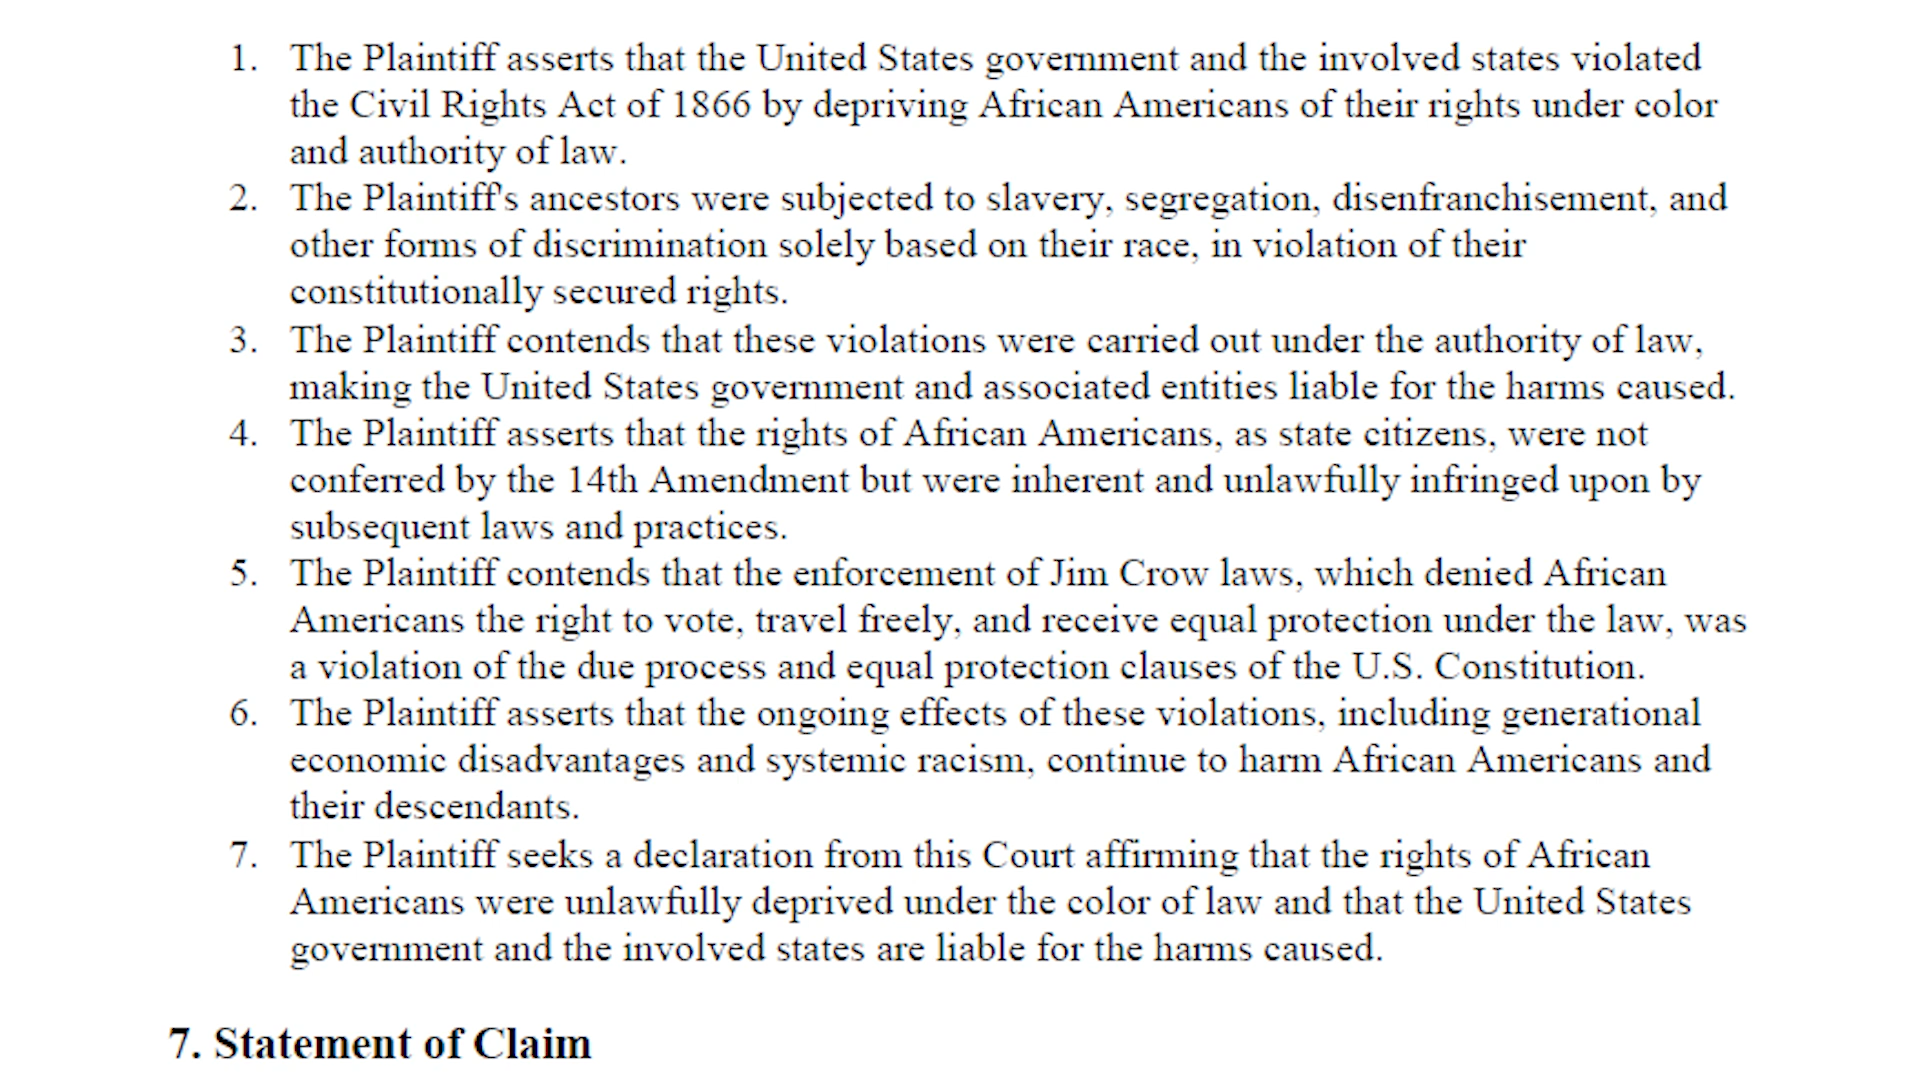 1. The Plaintiff asserts that the United States government and the involved states violated
the Civil Rights Act of 1866 by depriving African Americans of their rights under color
and authority of law.
2. The Plaintiff's ancestors were subjected to slavery, segregation, disenfranchisement, and
other forms of discrimination solely based on their race, in violation of their
constitutionally secured rights.
3. The Plaintiff contends that these violations were carried out under the authority of law,
making the United States government and associated entities liable for the harms caused.
4. The Plaintiff asserts that the rights of African Americans, as state citizens, were not
conferred by the 14th Amendment but were inherent and unlawfully infringed upon by
subsequent laws and practices.
5. The Plaintiff contends that the enforcement of Jim Crow laws, which denied African
Americans the right to vote, travel freely, and receive equal protection under the law, was
a violation of the due process and equal protection clauses of the U.S. Constitution.
6. The Plaintiff asserts that the ongoing effects of these violations, including generational
economic disadvantages and systemic racism, continue to harm African Americans and
their descendants.
7. The Plaintiff seeks a declaration from this Court affirming that the rights of African
Americans were unlawfully deprived under the color of law and that the United States
government and the involved states are liable for the harms caused.
7. Statement of Claim